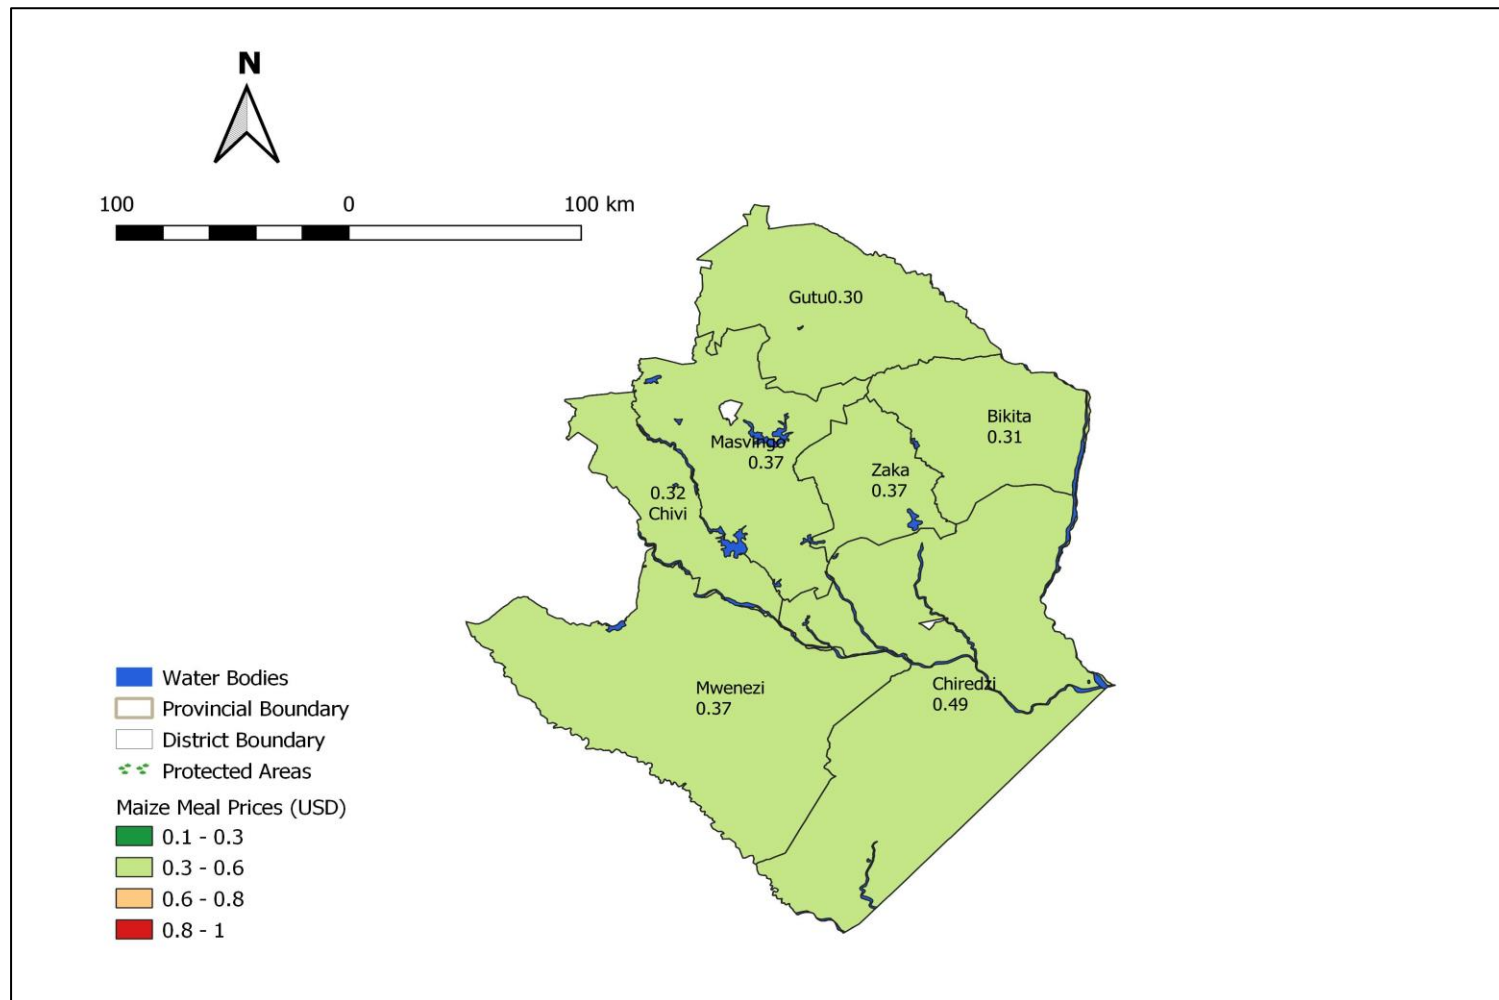 N
100 0 100 km
Gutu0.30
Bikita
0.31
Masvingo
0.37
Zaka
0.37
0.32
Chivi
Mwenezi
0.37
Chiredzi
0.49
Water Bodies
Provincial Boundary
District Boundary
Protected Areas
Maize Meal Prices (USD)
0.1 - 0.3
0.3 - 0.6
0.6 - 0.8
0.8 - 1